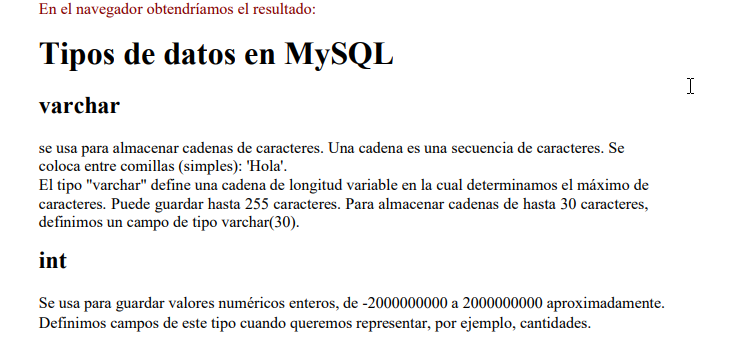 En el navegador obtendríamos el resultado:
Tipos de datos en MySQL
varchar
se usa para almacenar cadenas de caracteres. Una cadena es una secuencia de caracteres. Se
coloca entre comillas (simples): 'Hola'.
El tipo "varchar" define una cadena de longitud variable en la cual determinamos el máximo de
caracteres. Puede guardar hasta 255 caracteres. Para almacenar cadenas de hasta 30 caracteres,
definimos un campo de tipo varchar(30).
int
Se usa para guardar valores numéricos enteros, de -2000000000 a 2000000000 aproximadamente.
Definimos campos de este tipo cuando queremos representar, por ejemplo, cantidades.